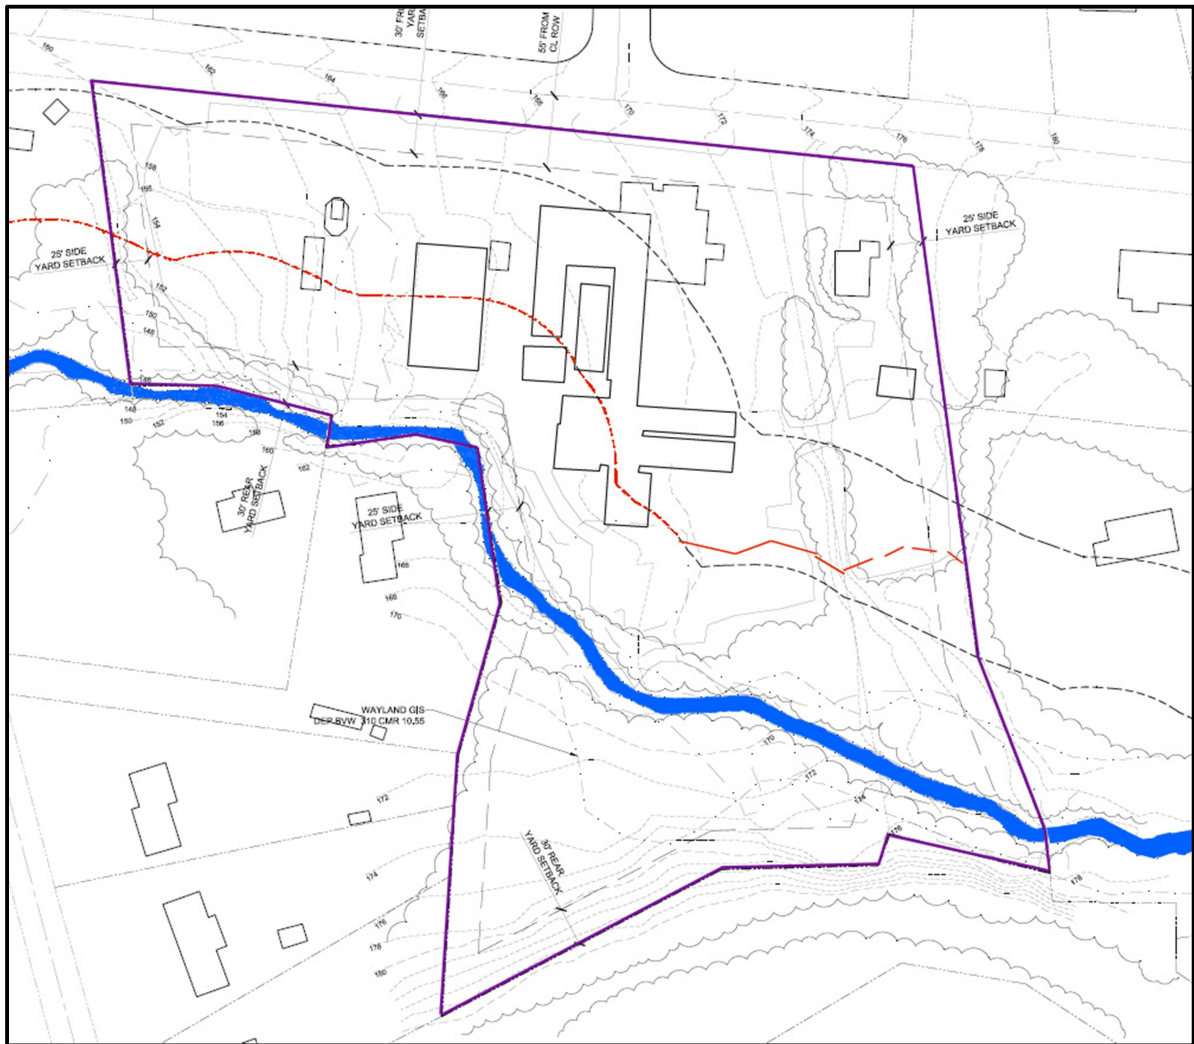 30' FR
YAR
SETBA
55' FROM
CL ROW
160
162
164
166
168
170
172
174
176
178
180
158
156
154
25' SIDE
YARD SETBACK
25' SIDE
YARD SETBACK
152
150
148
146
148
150
152
154
156
158
160
162
30' REAR
YARD SETBACK
25' SIDE
YARD SETBACK
166
168
170
WAYLAND GIS
DEP BVW 310 CMR 10.55
170
172
174
176
172
174
176
178
180
30' REAR
YARD SETBACK
178